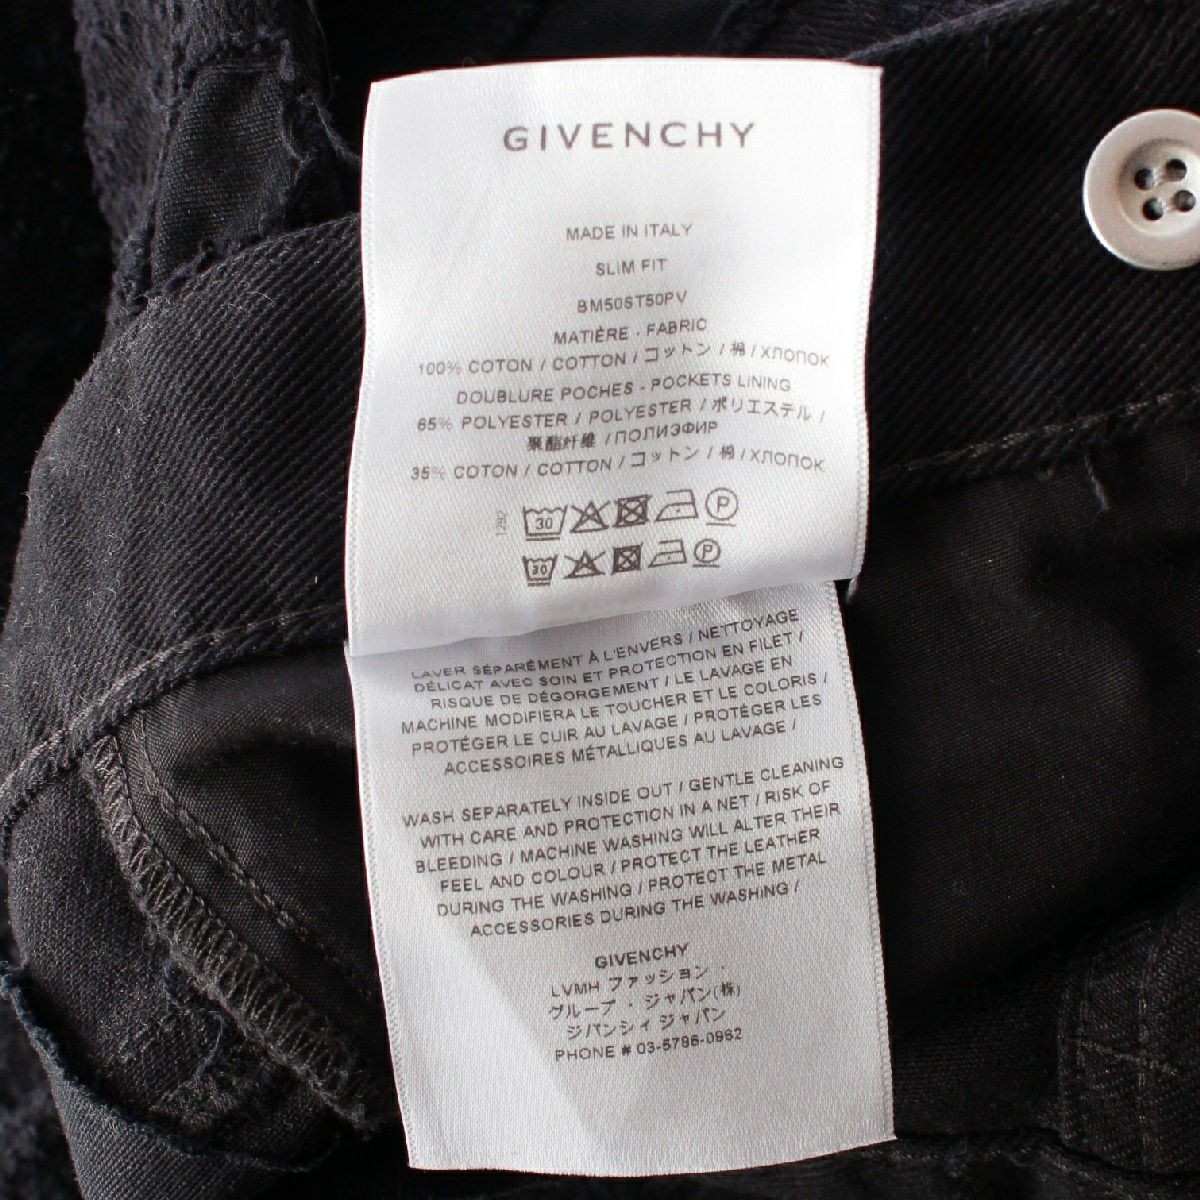 GIVENCHY
MADE IN ITALY
SLIM FIT
BM50ST50PV
MATIÈRE - FABRIC
100% COTON / COTTON / コットン / 棉 / ХЛОПОК
DOUBLURE POCHES - POCKETS LINING
65% POLYESTER / POLYESTER / ポリエステル /
聚酯纤维 / ПОЛИЭФИР
35% COTON / COTTON / コットン / 棉 / ХЛОПОК
1292
30
P
30
P
LAVER SÉPARÉMENT À L'ENVERS / NETTOYAGE
DÉLICAT AVEC SOIN ET PROTECTION EN FILET /
RISQUE DE DÉGORGEMENT / LE LAVAGE EN
MACHINE MODIFIERA LE TOUCHER ET LE COLORIS /
PROTÉGER LE CUIR AU LAVAGE / PROTÉGER LES
ACCESSOIRES MÉTALLIQUES AU LAVAGE /
WASH SEPARATELY INSIDE OUT / GENTLE CLEANING
WITH CARE AND PROTECTION IN A NET / RISK OF
BLEEDING / MACHINE WASHING WILL ALTER THEIR
FEEL AND COLOUR / PROTECT THE LEATHER
DURING THE WASHING / PROTECT THE METAL
ACCESSORIES DURING THE WASHING /
GIVENCHY
LVMH ファッション ・
グループ ・ ジャパン(株)
ジバンシィ ジャパン
PHONE # 03-5786-0962